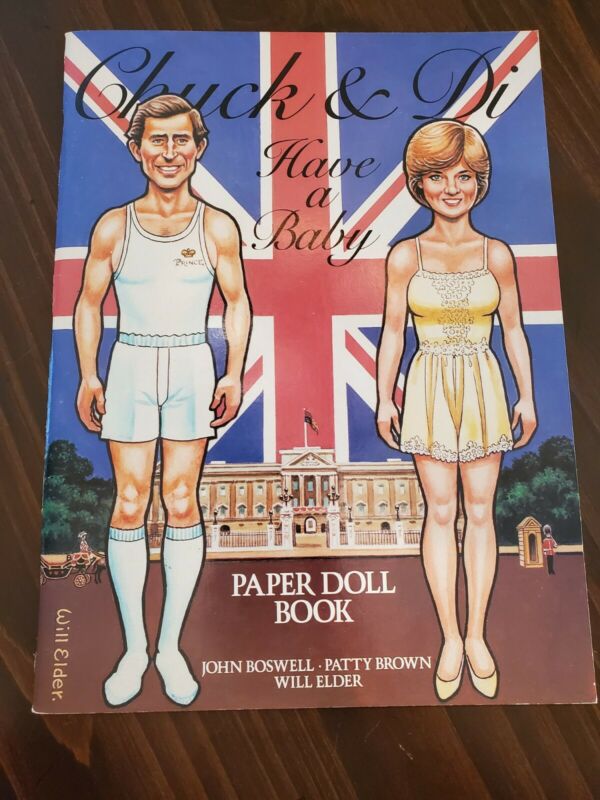 Chuck & Di
Have
a
Baby
PRINCE
PAPER DOLL
BOOK
JOHN BOSWELL · PATTY BROWN
WILL ELDER
Will Elder.